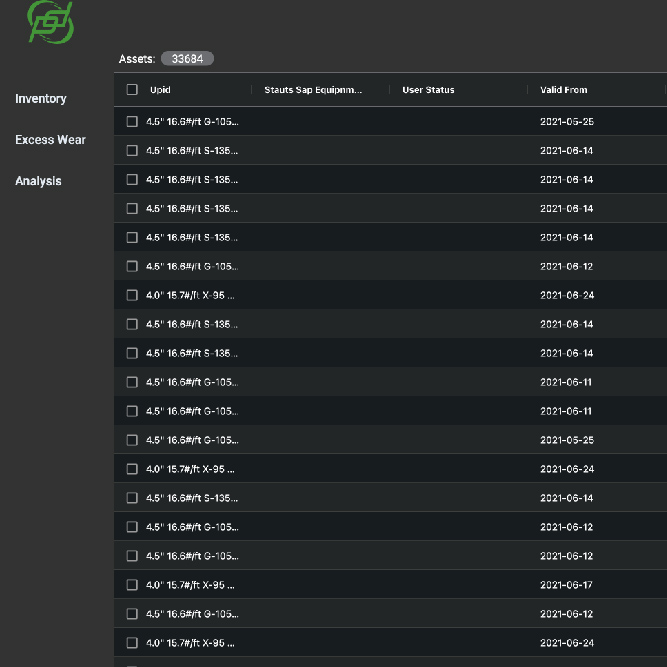 Assets: 33684
Inventory
Excess Wear
Analysis
Upid Stauts Sap Equipnm... User Status Valid From
4.5" 16.6#/ft G-105... 2021-05-25
4.5" 16.6#/ft S-135... 2021-06-14
4.5" 16.6#/ft S-135... 2021-06-14
4.5" 16.6#/ft S-135... 2021-06-14
4.5" 16.6#/ft S-135... 2021-06-14
4.5" 16.6#/ft G-105... 2021-06-12
4.0" 15.7#/ft X-95 ... 2021-06-24
4.5" 16.6#/ft S-135... 2021-06-14
4.5" 16.6#/ft S-135... 2021-06-14
4.5" 16.6#/ft G-105... 2021-06-11
4.5" 16.6#/ft G-105... 2021-06-11
4.5" 16.6#/ft G-105... 2021-05-25
4.0" 15.7#/ft X-95 ... 2021-06-24
4.5" 16.6#/ft S-135... 2021-06-14
4.5" 16.6#/ft G-105... 2021-06-12
4.5" 16.6#/ft G-105... 2021-06-12
4.0" 15.7#/ft X-95 ... 2021-06-17
4.5" 16.6#/ft G-105... 2021-06-12
4.0" 15.7#/ft X-95 ... 2021-06-24